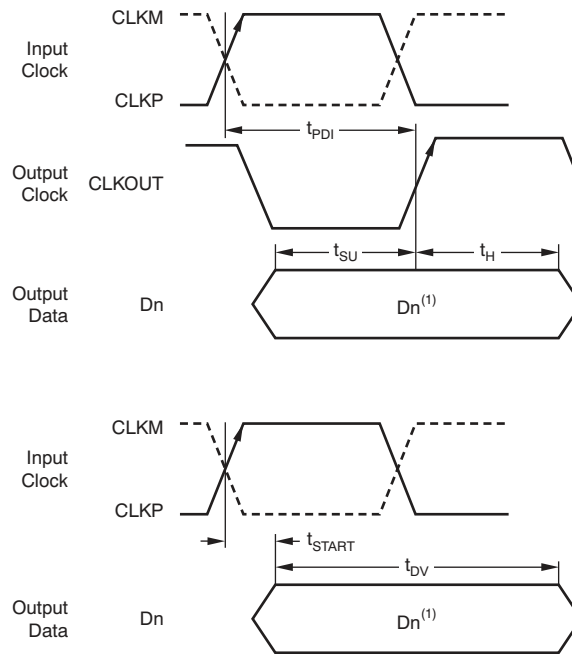 CLKM
Input
Clock
CLKP
tPDI
Output
Clock
CLKOUT
tSU
tH
Output
Data
Dn
Dn(1)
CLKM
Input
Clock
CLKP
tSTART
tDV
Output
Data
Dn
Dn(1)